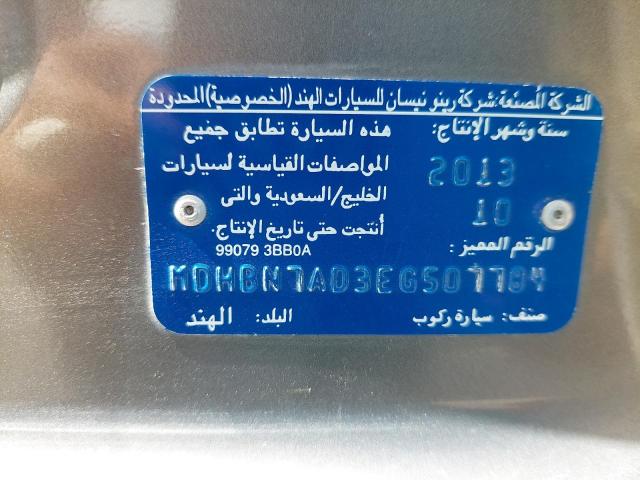 الشركة المصنعة: شركة رينو نيسان للسيارات الهند (الخصوصية) المحدودة
سنة وشهر الإنتاج:
2013
10
هذه السيارة تطابق جميع
المواصفات القياسية لسيارات
الخليج/السعودية والتى
أنتجت حتى تاريخ الإنتاج.
الرقم المميز:
99079 3BB0A
MDHBN7AD3EG507784
صنف: سيارة ركوب
البلد: الهند